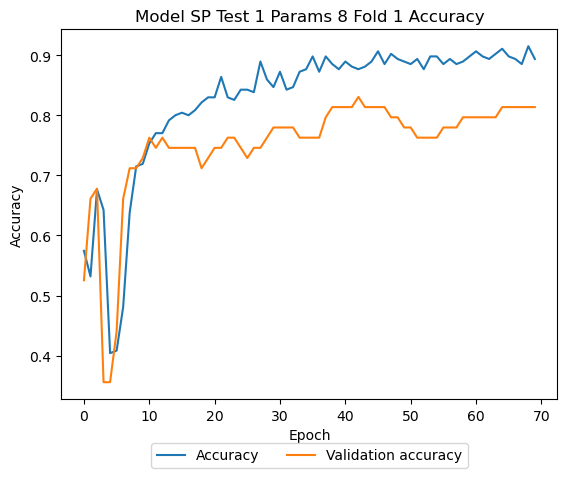 Model SP Test 1 Params 8 Fold 1 Accuracy
Accuracy
0.9
0.8
0.7
0.6
0.5
0.4
0 10 20 30 40 50 60 70
Epoch
Accuracy Validation accuracy